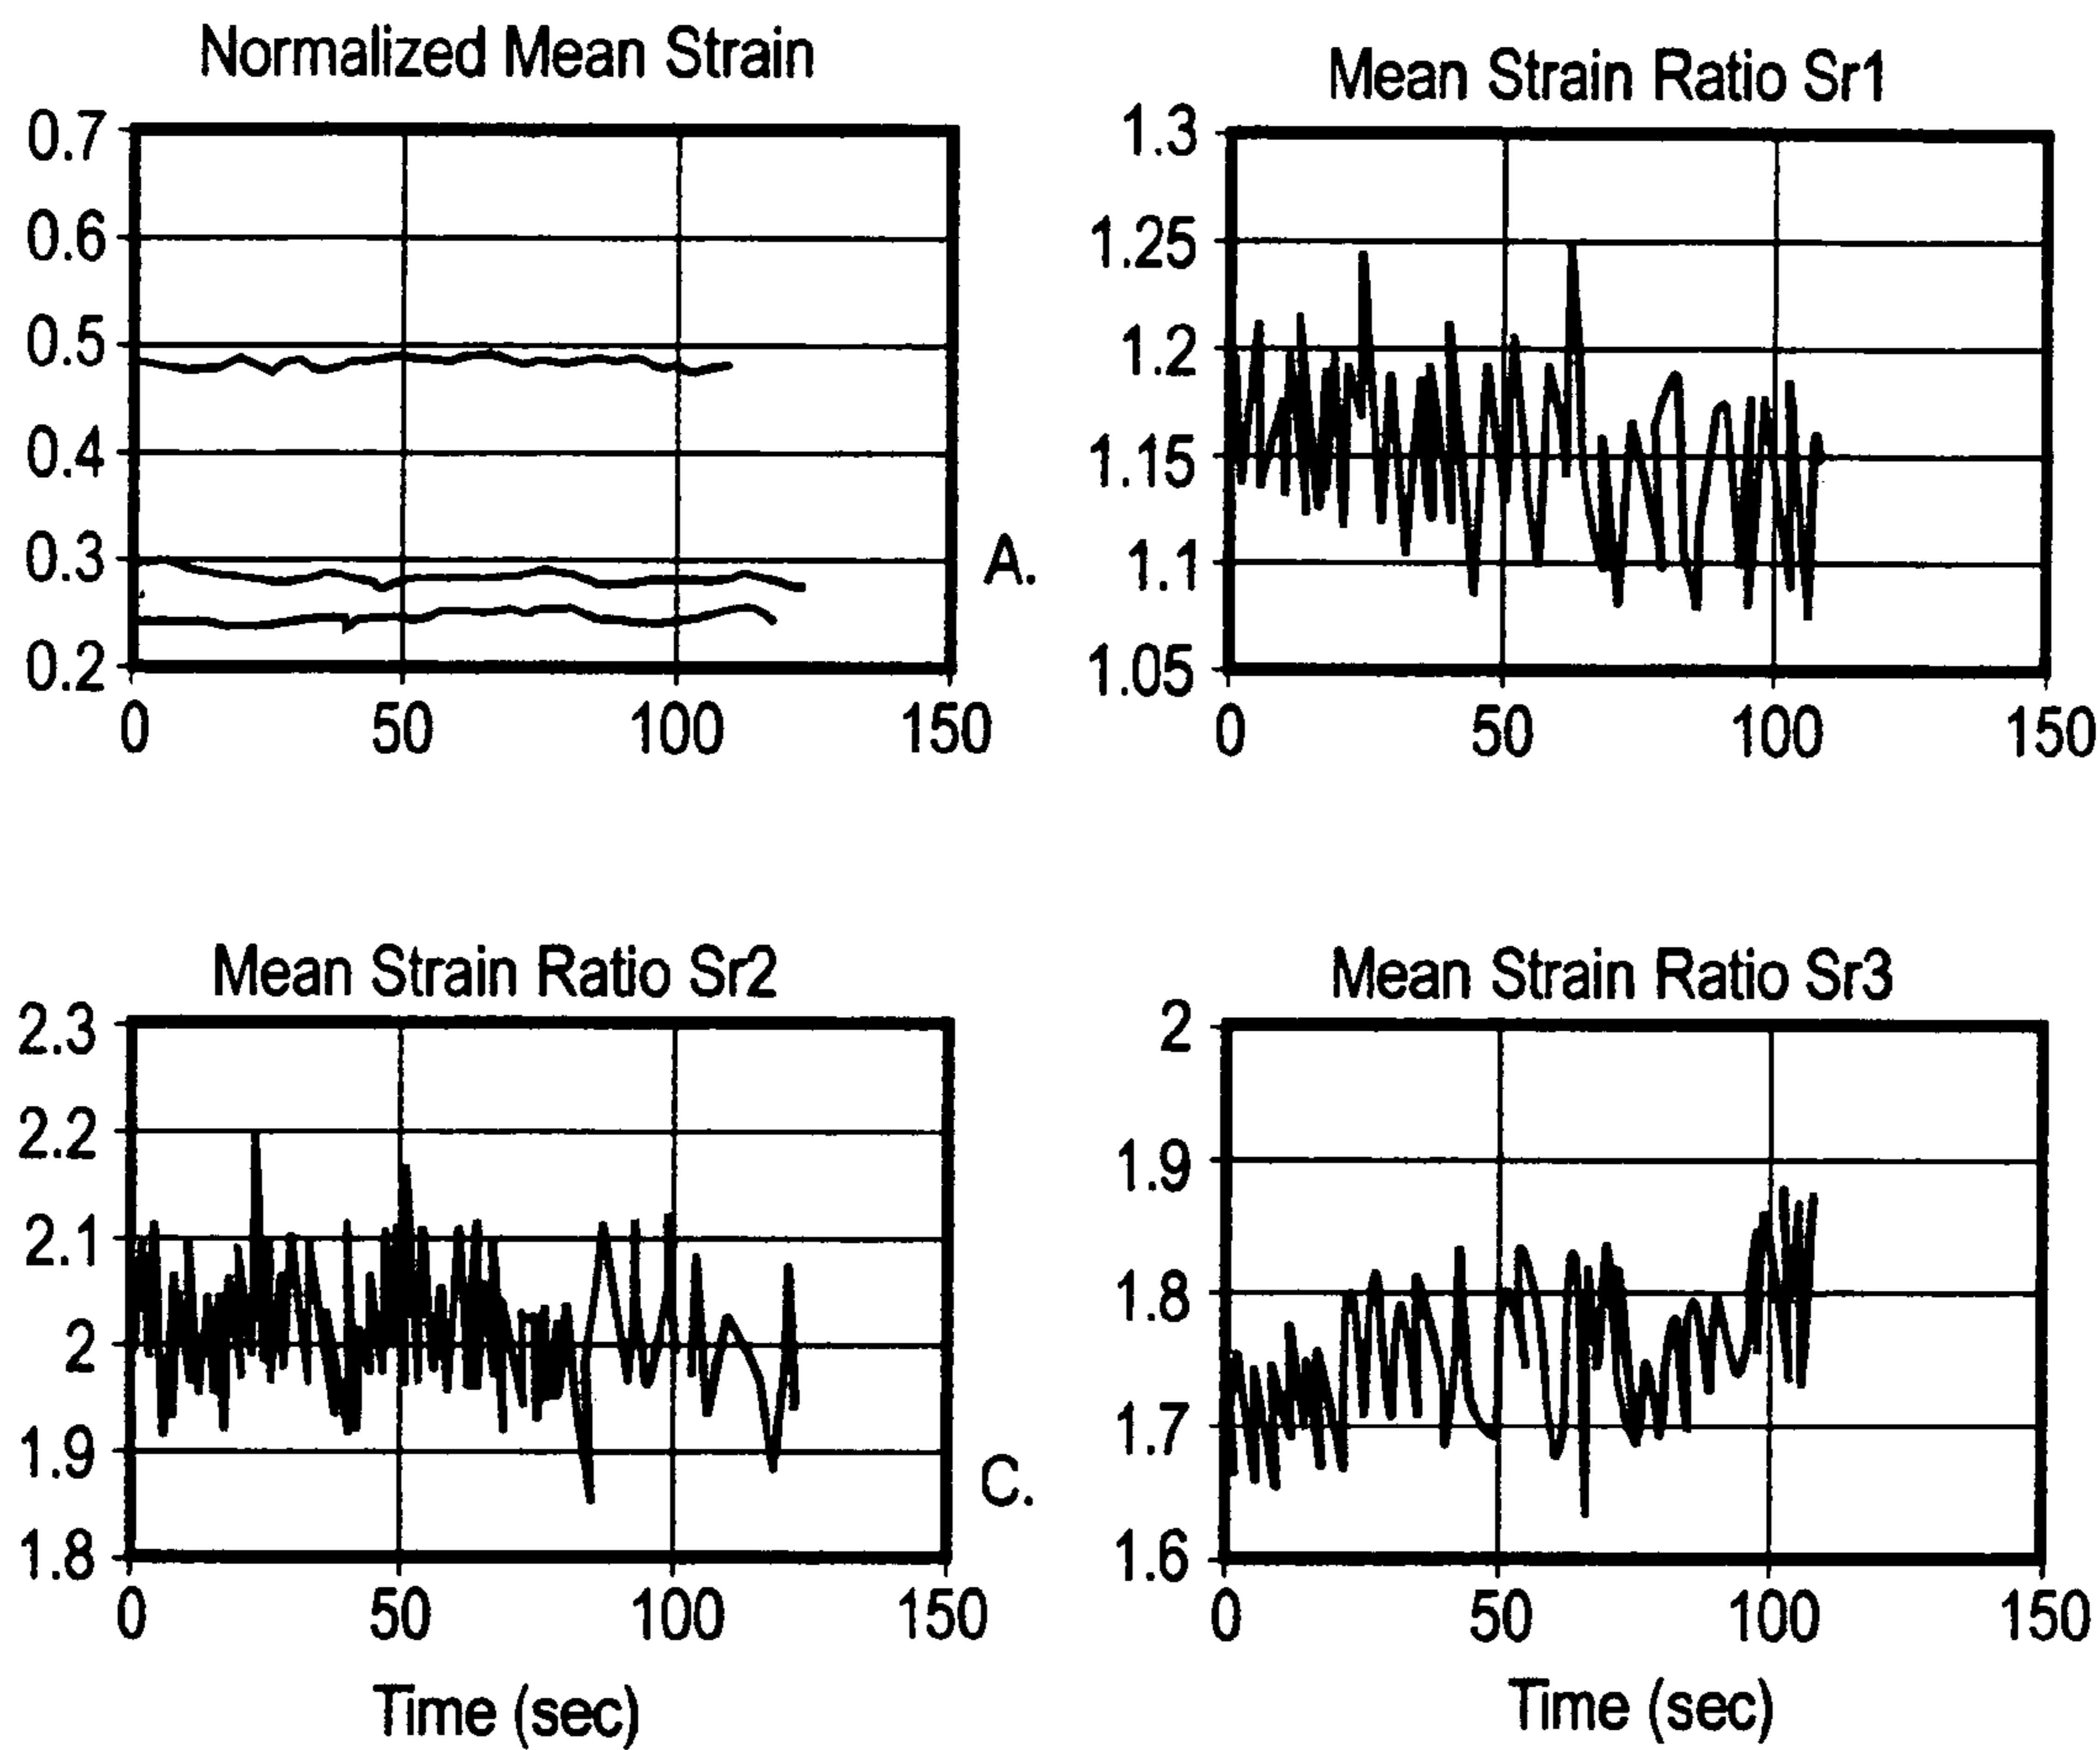 Normalized Mean Strain
0.7
0.6
0.5
0.4
0.3
0.2
0 50 100 150
A.
Mean Strain Ratio Sr1
1.3
1.25
1.2
1.15
1.1
1.05
0 50 100 150
Mean Strain Ratio Sr2
2.3
2.2
2.1
2
1.9
1.8
0 50 100 150
Time (sec)
C.
Mean Strain Ratio Sr3
2
1.9
1.8
1.7
1.6
0 50 100 150
Time (sec)